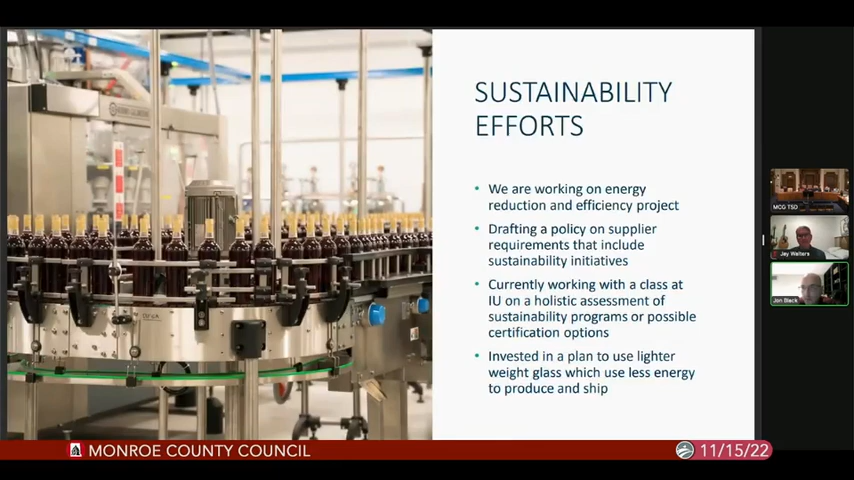 SUSTAINABILITY
EFFORTS
• We are working on energy
reduction and efficiency project
• Drafting a policy on supplier
requirements that include
sustainability initiatives
• Currently working with a class at
IU on a holistic assessment of
sustainability programs or possible
certification options
• Invested in a plan to use lighter
weight glass which use less energy
to produce and ship
MCG TSD
Jay Welters
Jon Black
MONROE COUNTY COUNCIL
11/15/22